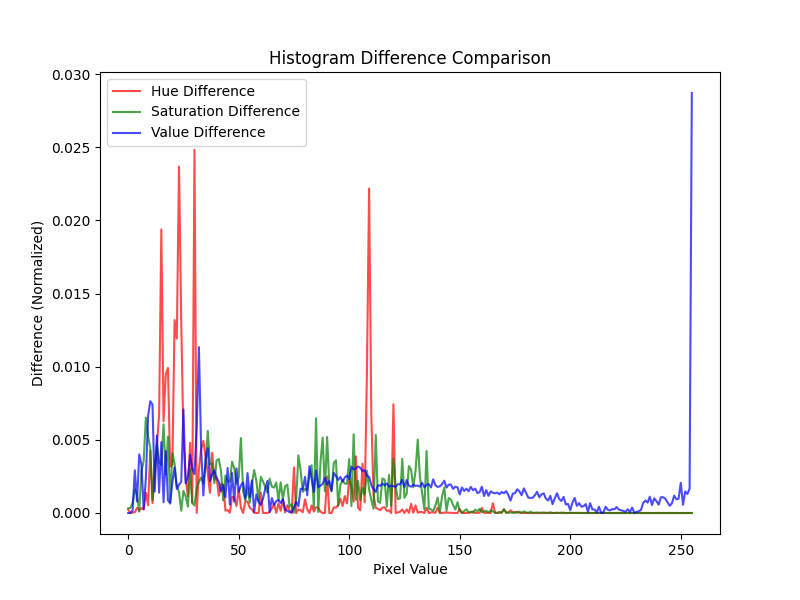 Histogram Difference Comparison
Hue Difference
Saturation Difference
Value Difference
0.030
0.025
0.020
0.015
0.010
0.005
0.000
Difference (Normalized)
0 50 100 150 200 250
Pixel Value